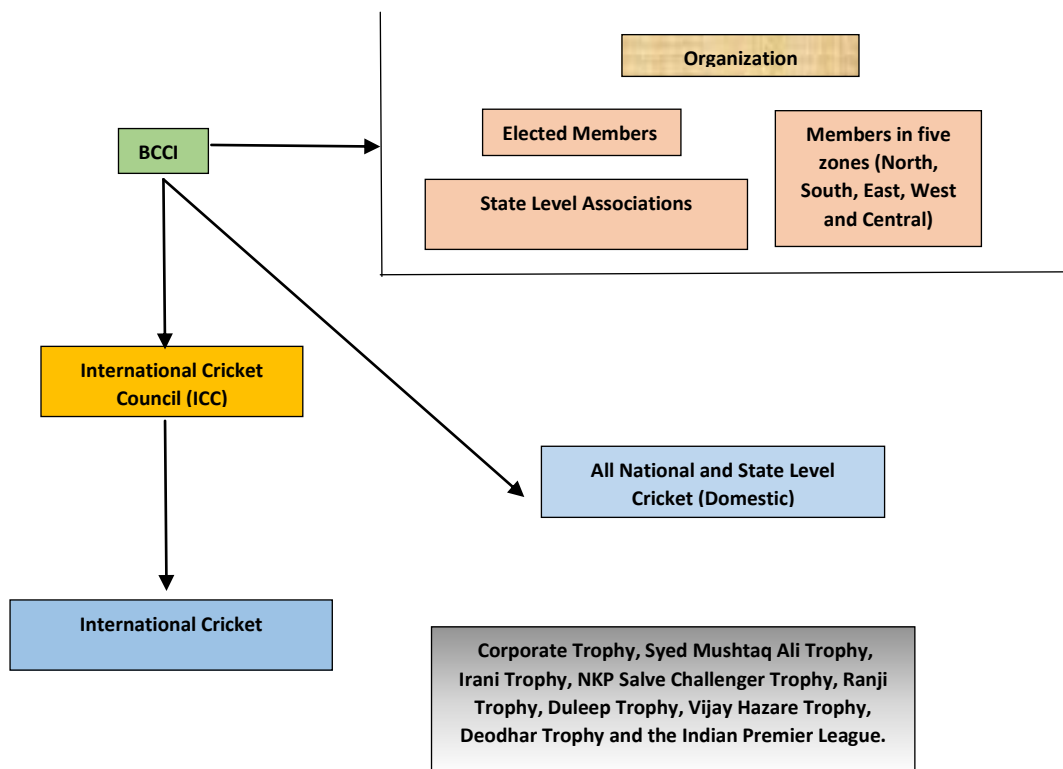 Organization
Elected Members
Members in five
zones (North,
South, East, West
and Central)
BCCI
State Level Associations
International Cricket
Council (ICC)
All National and State Level
Cricket (Domestic)
International Cricket
Corporate Trophy, Syed Mushtaq Ali Trophy,
Irani Trophy, NKP Salve Challenger Trophy, Ranji
Trophy, Duleep Trophy, Vijay Hazare Trophy,
Deodhar Trophy and the Indian Premier League.